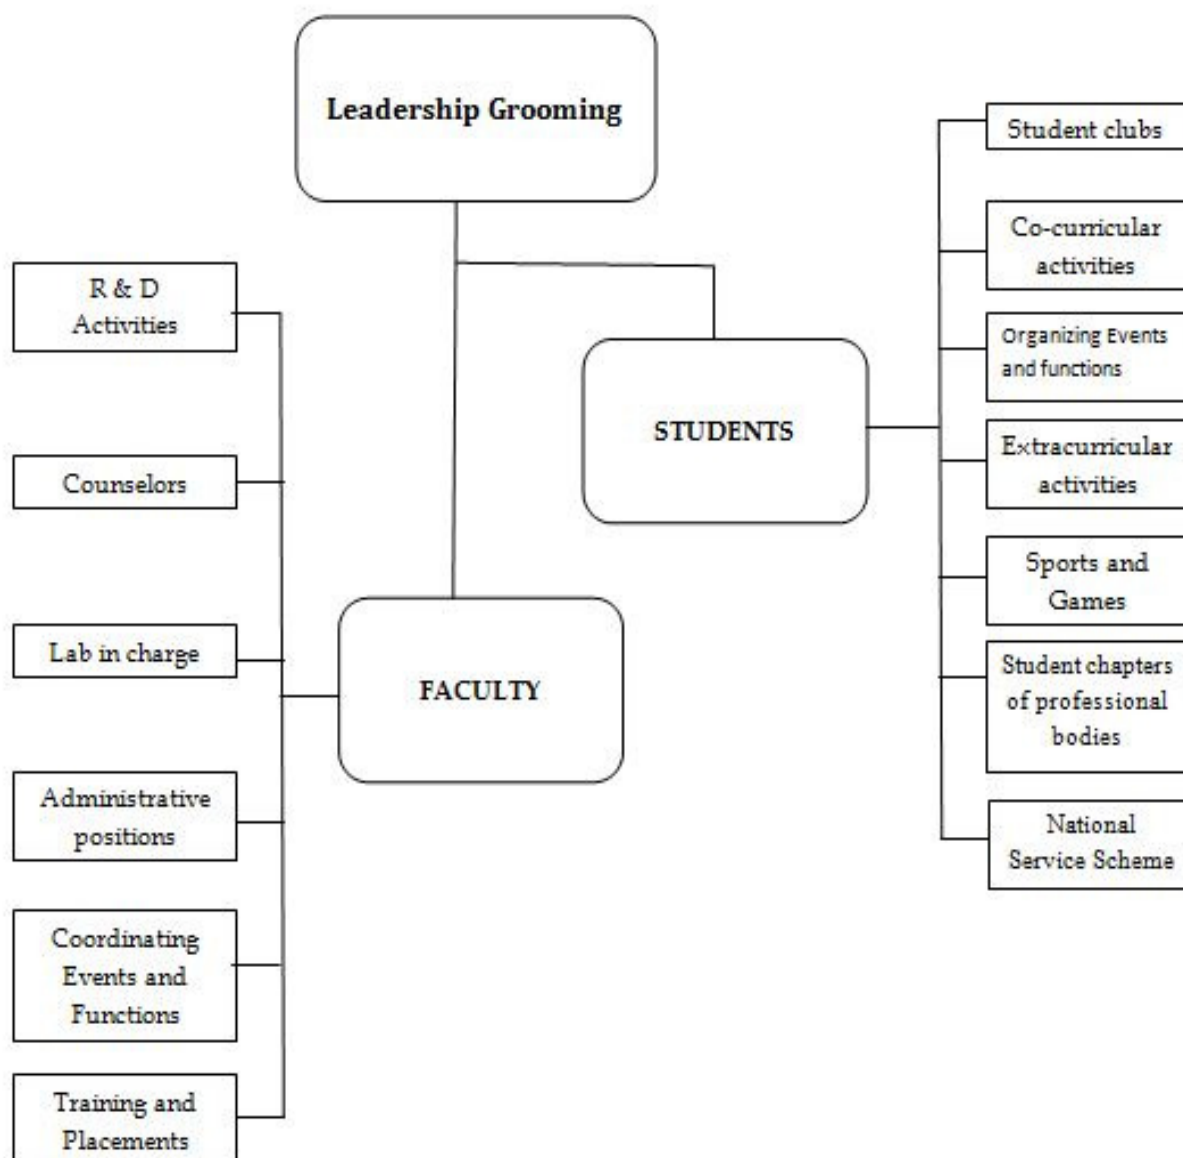 Leadership Grooming
Student clubs
Co-curricular
activities
Organizing Events
and functions
Extracurricular
activities
Sports and
Games
Student chapters
of professional
bodies
National
Service Scheme
STUDENTS
R & D
Activities
Counselors
Lab in charge
Administrative
positions
Coordinating
Events and
Functions
Training and
Placements
FACULTY